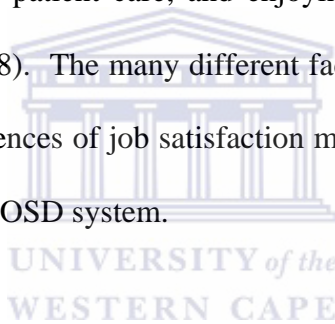 patient care, and enjoym
8). The many different fac
ences of job satisfaction m
OSD system.
UNIVERSITY of the
WESTERN CAPE